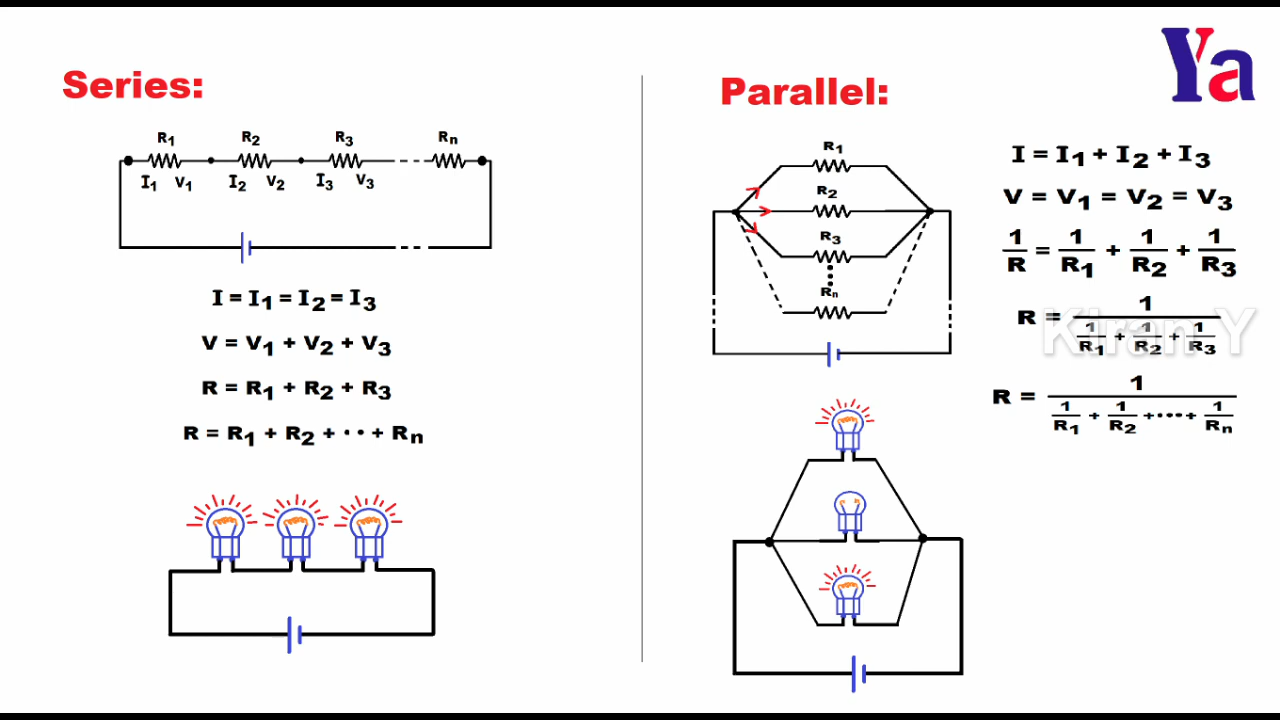 Ya
Series:
R1 R2 R3 Rn
I1 V1 I2 V2 I3 V3
I = I1 = I2 = I3
V = V1 + V2 + V3
R = R1 + R2 + R3
R = R1 + R2 + ··· + Rn
Parallel:
R1
R2
R3
Rn
I = I1 + I2 + I3
V = V1 = V2 = V3
1/R = 1/R1 + 1/R2 + 1/R3
R = 1/(1/R1 + 1/R2 + 1/R3)
Kiran Y
R = 1/(1/R1 + 1/R2 +····+ 1/Rn)